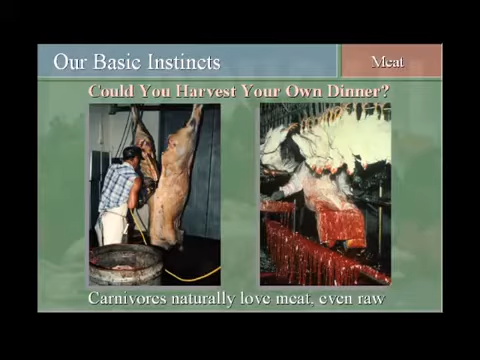 Our Basic Instincts
Meat
Could You Harvest Your Own Dinner?
Carnivores naturally love meat, even raw